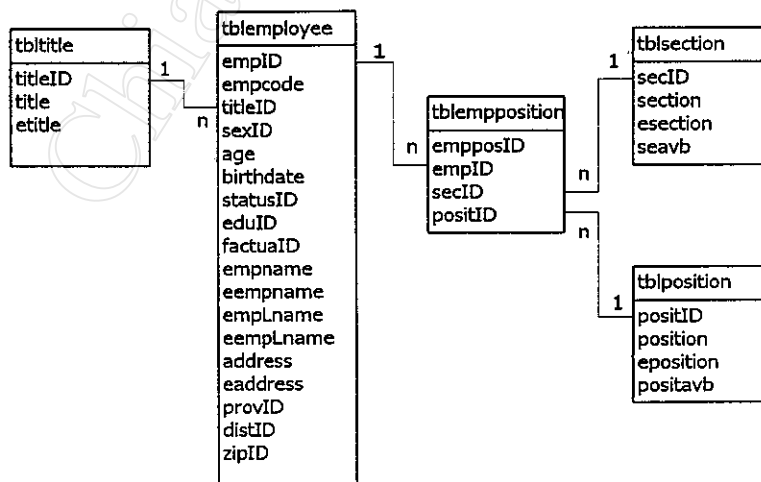 tbltitle
titleID
title
etitle
1
n
tblemployee
empID
empcode
titleID
sexID
age
birthdate
statusID
eduID
factuaID
empname
eempname
empLname
eempLname
address
eaddress
provID
distID
zipID
1
n
tblempposition
empposID
empID
secID
positID
n
1
n
1
tblsection
secID
section
esection
seavb
tblposition
positID
position
eposition
positavb
Chia